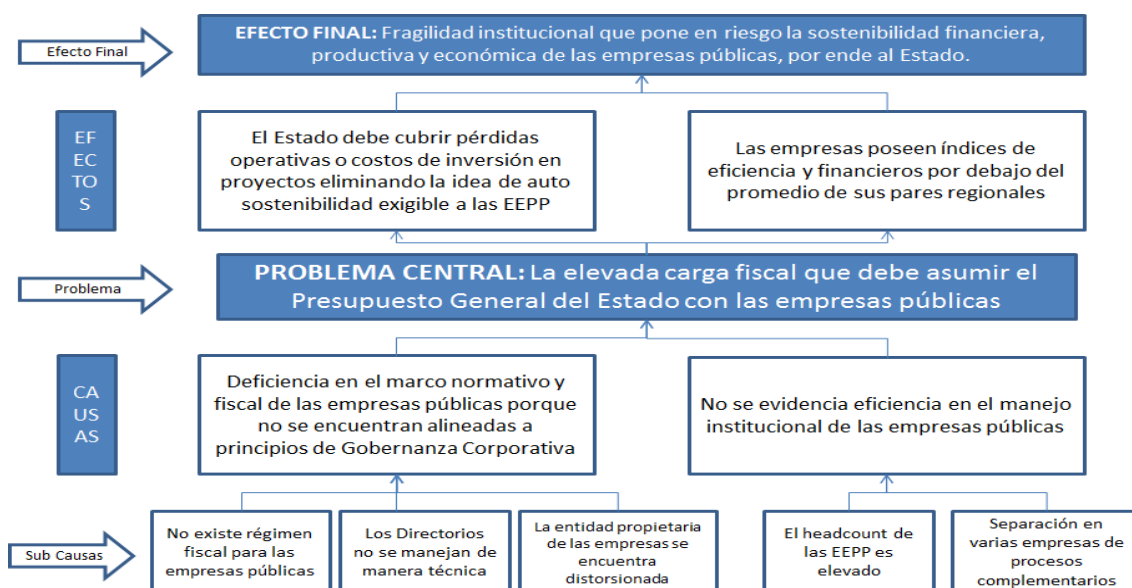 Efecto Final
EFECTO FINAL: Fragilidad institucional que pone en riesgo la sostenibilidad financiera,
productiva y económica de las empresas públicas, por ende al Estado.
EF
EC
TO
S
El Estado debe cubrir pérdidas
operativas o costos de inversión en
proyectos eliminando la idea de auto
sostenibilidad exigible a las EEPP
Las empresas poseen índices de
eficiencia y financieros por debajo del
promedio de sus pares regionales
Problema
PROBLEMA CENTRAL: La elevada carga fiscal que debe asumir el
Presupuesto General del Estado con las empresas públicas
CA
US
AS
Deficiencia en el marco normativo y
fiscal de las empresas públicas porque
no se encuentran alineadas a
principios de Gobernanza Corporativa
No se evidencia eficiencia en el manejo
institucional de las empresas públicas
Sub Causas
No existe régimen
fiscal para las
empresas públicas
Los Directorios
no se manejan de
manera técnica
La entidad propietaria
de las empresas se
encuentra
distorsionada
El headcount de
las EEPP es
elevado
Separación en
varias empresas de
procesos
complementarios